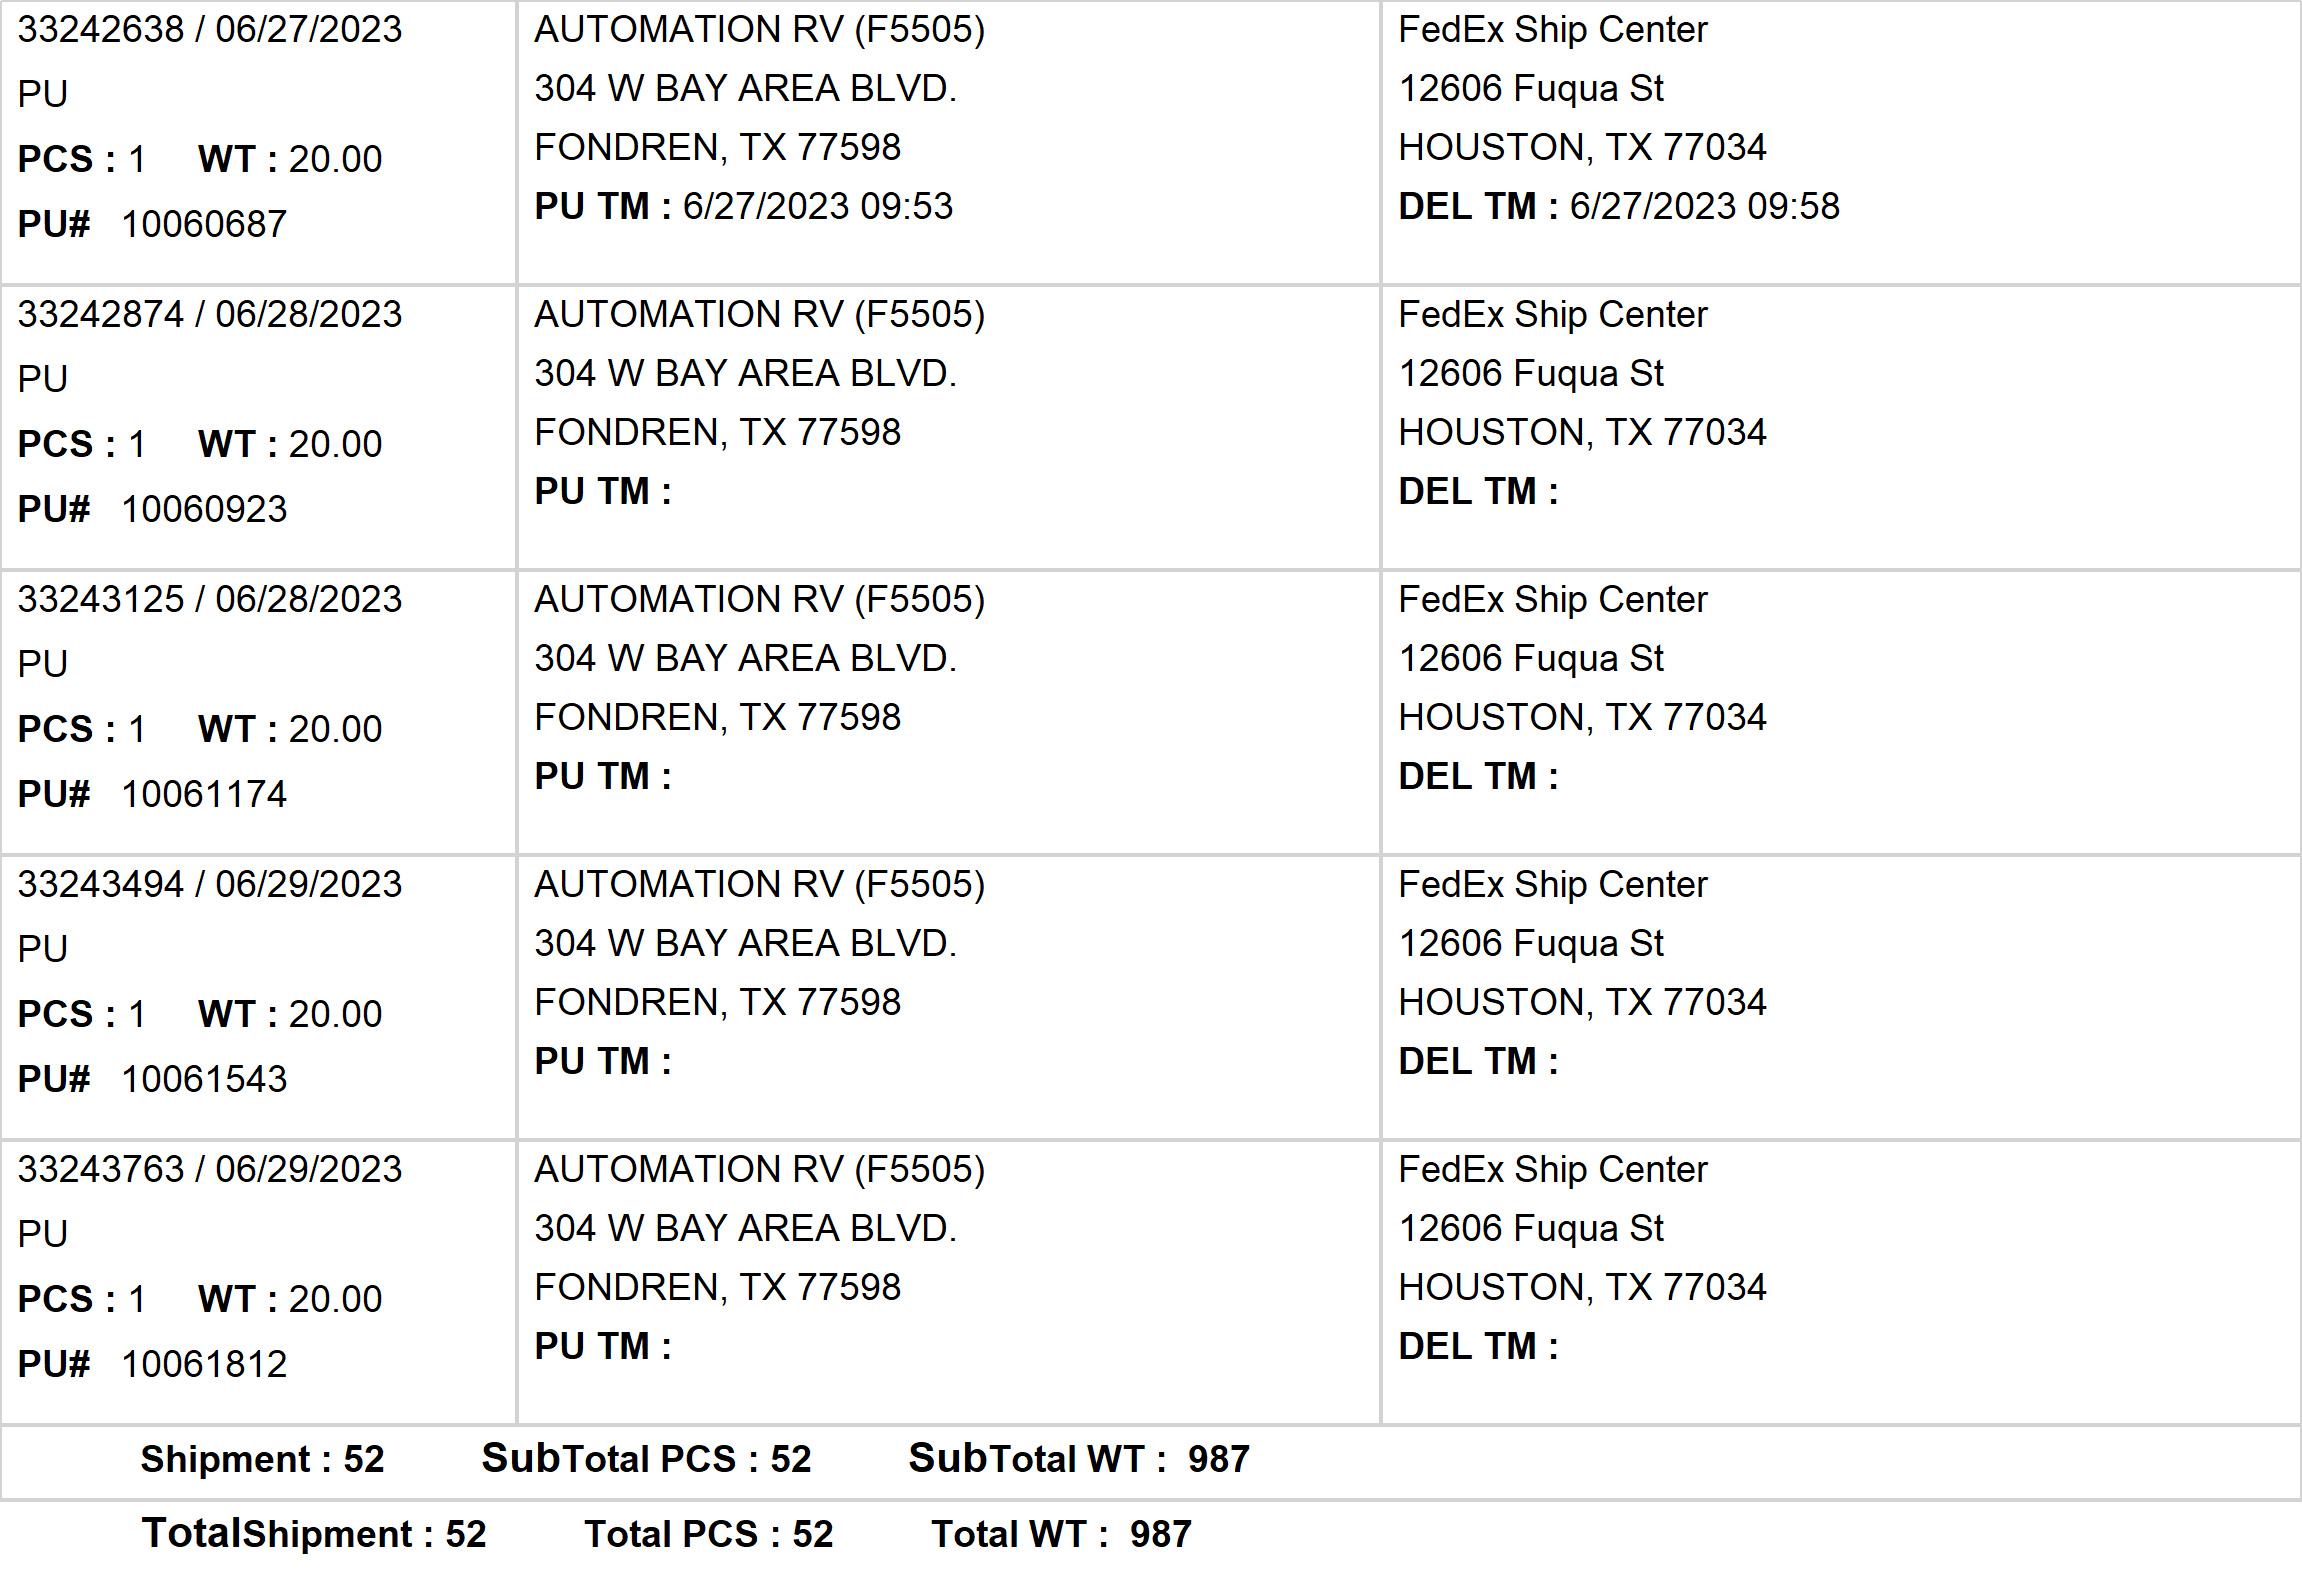 33242638 / 06/27/2023
PU
PCS : 1 WT : 20.00
PU# 10060687
AUTOMATION RV (F5505)
304 W BAY AREA BLVD.
FONDREN, TX 77598
PU TM : 6/27/2023 09:53
FedEx Ship Center
12606 Fuqua St
HOUSTON, TX 77034
DEL TM : 6/27/2023 09:58
33242874 / 06/28/2023
PU
PCS : 1 WT : 20.00
PU# 10060923
AUTOMATION RV (F5505)
304 W BAY AREA BLVD.
FONDREN, TX 77598
PU TM :
FedEx Ship Center
12606 Fuqua St
HOUSTON, TX 77034
DEL TM :
33243125 / 06/28/2023
PU
PCS : 1 WT : 20.00
PU# 10061174
AUTOMATION RV (F5505)
304 W BAY AREA BLVD.
FONDREN, TX 77598
PU TM :
FedEx Ship Center
12606 Fuqua St
HOUSTON, TX 77034
DEL TM :
33243494 / 06/29/2023
PU
PCS : 1 WT : 20.00
PU# 10061543
AUTOMATION RV (F5505)
304 W BAY AREA BLVD.
FONDREN, TX 77598
PU TM :
FedEx Ship Center
12606 Fuqua St
HOUSTON, TX 77034
DEL TM :
33243763 / 06/29/2023
PU
PCS : 1 WT : 20.00
PU# 10061812
AUTOMATION RV (F5505)
304 W BAY AREA BLVD.
FONDREN, TX 77598
PU TM :
FedEx Ship Center
12606 Fuqua St
HOUSTON, TX 77034
DEL TM :
Shipment : 52 SubTotal PCS : 52 SubTotal WT : 987
TotalShipment : 52 Total PCS : 52 Total WT : 987